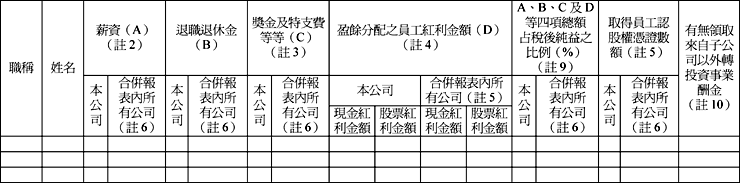 職稱
姓名
薪資(A)
(註2)
本公司
合併報表內所有公司
(註6)
退職退休金
(B)
本公司
合併報表內所有公司
(註6)
獎金及特支費等等(C)
(註3)
本公司
合併報表內所有公司
(註6)
盈餘分配之員工紅利金額(D)
(註4)
本公司
現金紅利金額
股票紅利金額
合併報表內所有公司(註5)
現金紅利金額
股票紅利金額
A、B、C及D
等四項總額
占稅後純益之
比例(%)
(註9)
本公司
合併報表內所有公司
(註6)
取得員工認
股權憑證數
額(註5)
本公司
合併報表內所有公司
(註6)
有無領取
來自子公
司以外轉
投資事業
酬金
(註10)